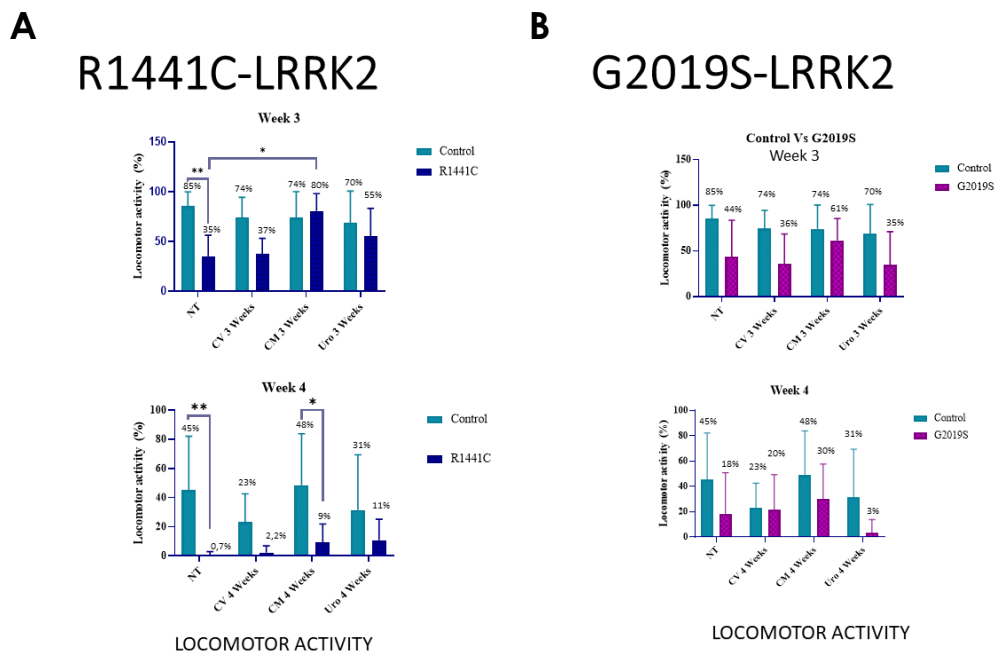 A
R1441C-LRRK2
Week 3
Locomotor activity (%)
150
100
50
0
**
*
85%
35%
74%
37%
74%
80%
70%
55%
Control
R1441C
NT
CV 3 Weeks
CM 3 Weeks
Uro 3 Weeks
Week 4
Locomotor activity (%)
100
80
60
40
20
0
**
*
45%
0,7%
23%
2,2%
48%
9%
31%
11%
Control
R1441C
NT
CV 4 Weeks
CM 4 Weeks
Uro 4 Weeks
LOCOMOTOR ACTIVITY
B
G2019S-LRRK2
Control Vs G2019S
Week 3
Locomotor activity (%)
150
100
50
0
85%
44%
74%
36%
74%
61%
70%
35%
Control
G2019S
NT
CV 3 Weeks
CM 3 Weeks
Uro 3 Weeks
Week 4
Locomotor activity (%)
100
80
60
40
20
0
45%
18%
23%
20%
48%
30%
31%
3%
Control
G2019S
NT
CV 4 Weeks
CM 4 Weeks
Uro 4 Weeks
LOCOMOTOR ACTIVITY